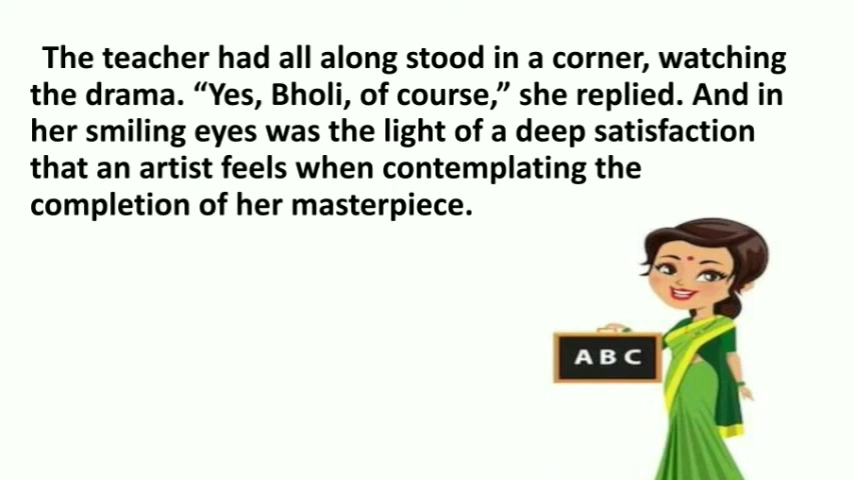 The teacher had all along stood in a corner, watching
the drama. “Yes, Bholi, of course,” she replied. And in
her smiling eyes was the light of a deep satisfaction
that an artist feels when contemplating the
completion of her masterpiece.
A B C